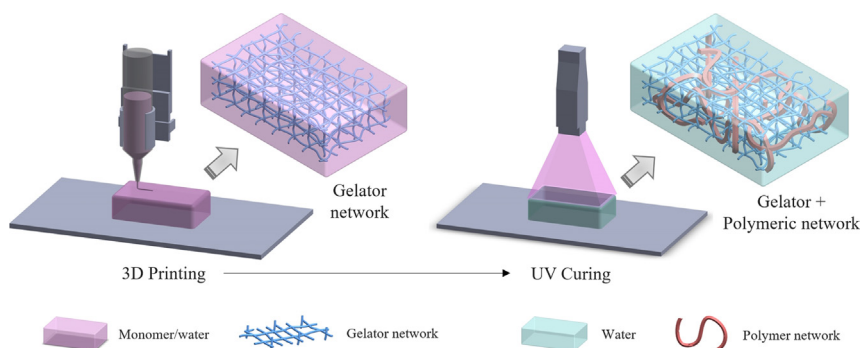 Gelator
network
Gelator +
Polymeric network
3D Printing
UV Curing
Monomer/water
Gelator network
Water
Polymer network